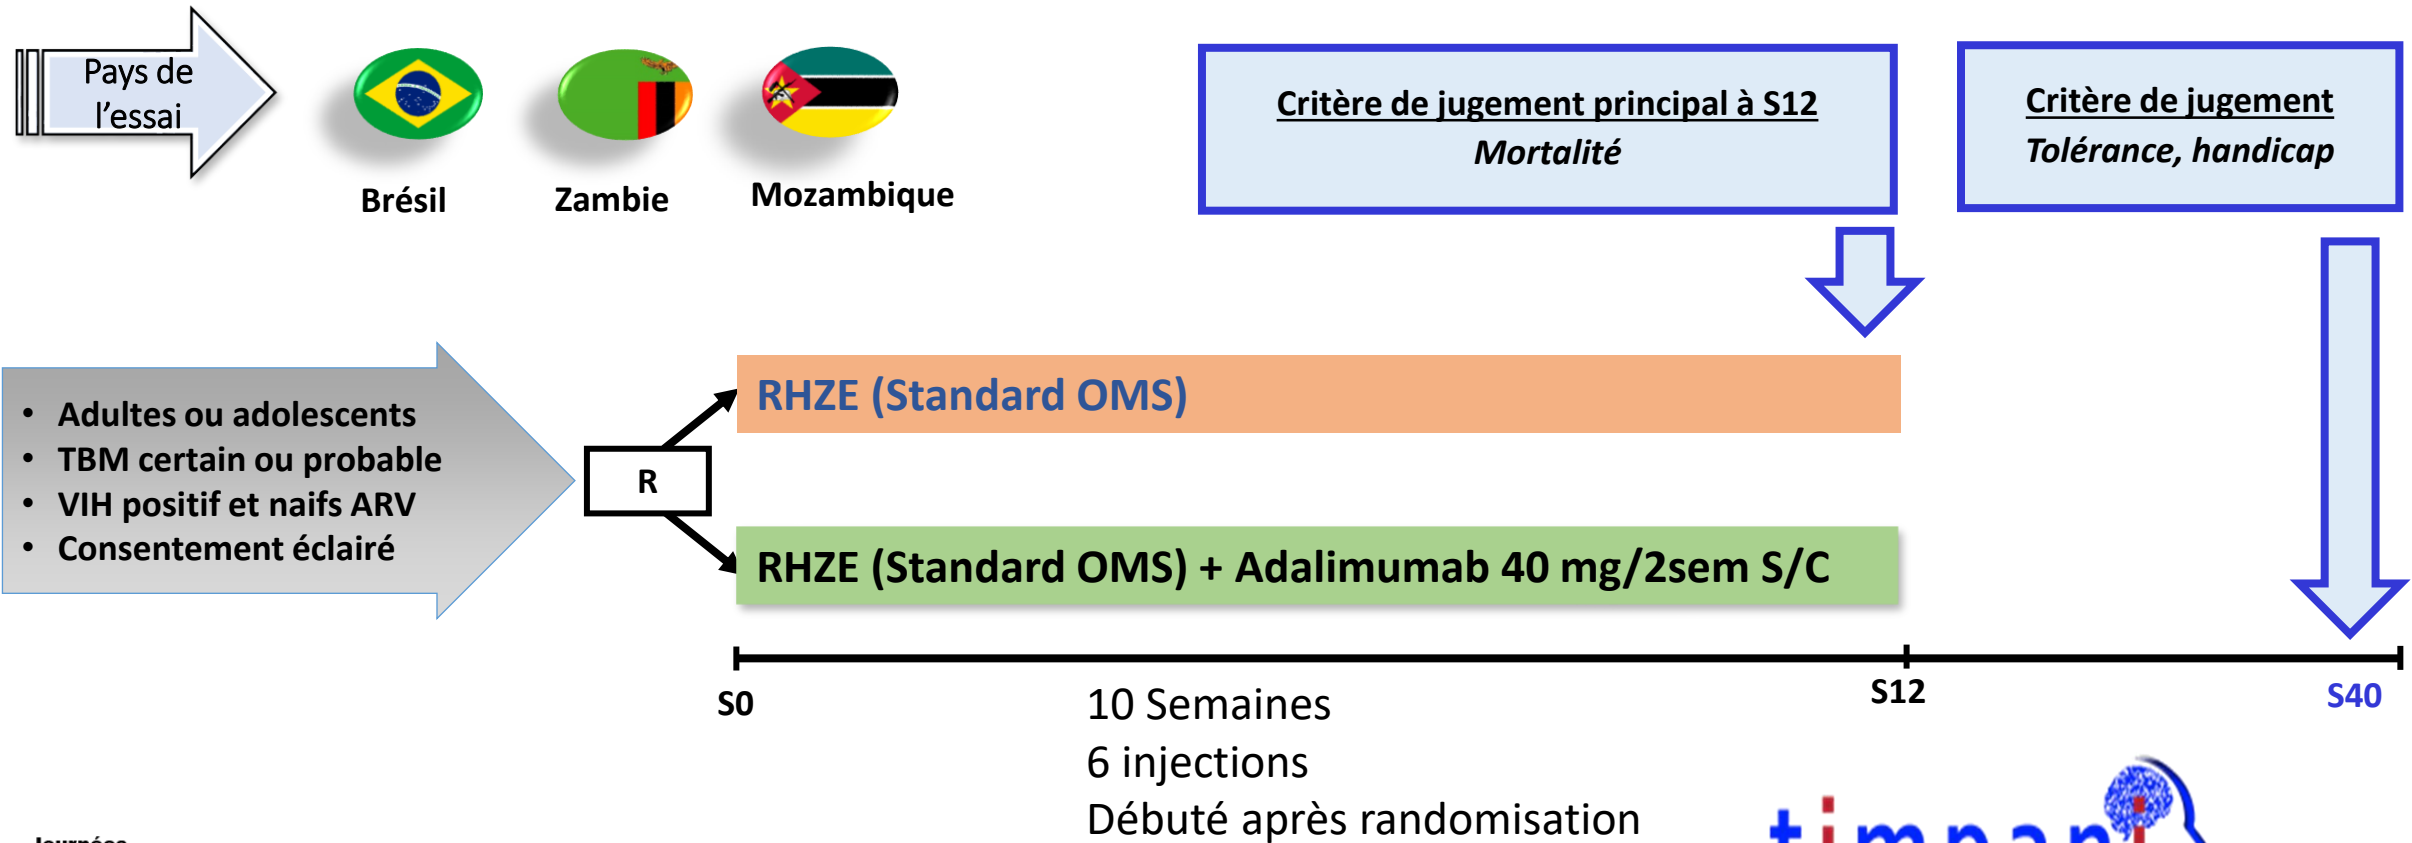 Pays de
l'essai
Brésil
Zambie
Mozambique
Critère de jugement principal à S12
Mortalité
Critère de jugement
Tolérance, handicap
• Adultes ou adolescents
• TBM certain ou probable
• VIH positif et naifs ARV
• Consentement éclairé
R
RHZE (Standard OMS)
RHZE (Standard OMS) + Adalimumab 40 mg/2sem S/C
S0
S12
S40
10 Semaines
6 injections
Débuté après randomisation
Journées
timpani